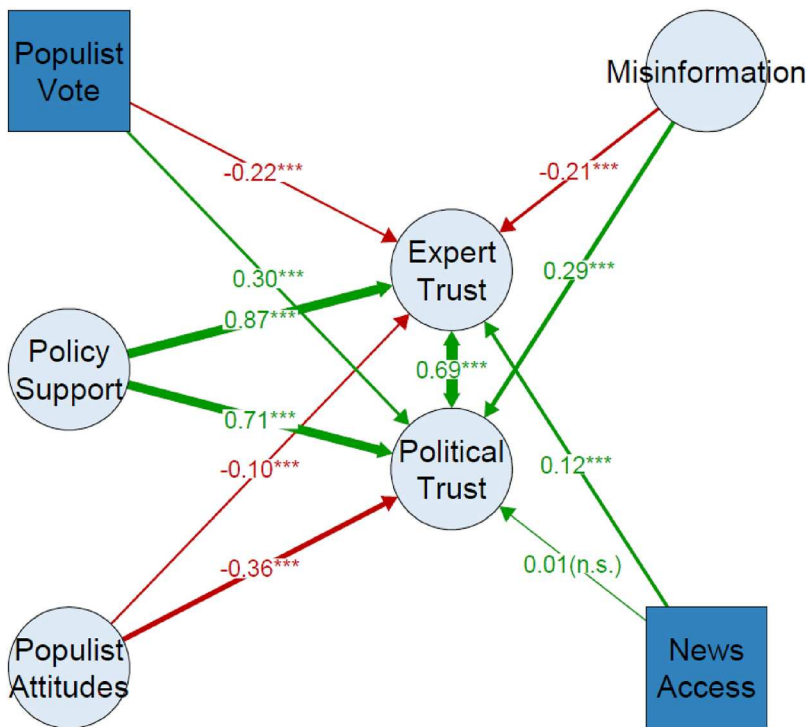 Populist
Vote
Misinformation
-0.22***
-0.21***
Expert
Trust
0.30***
0.29***
0.87***
Policy
Support
0.69***
0.71***
Political
Trust
-0.10***
0.12***
-0.36***
0.01(n.s.)
Populist
Attitudes
News
Access